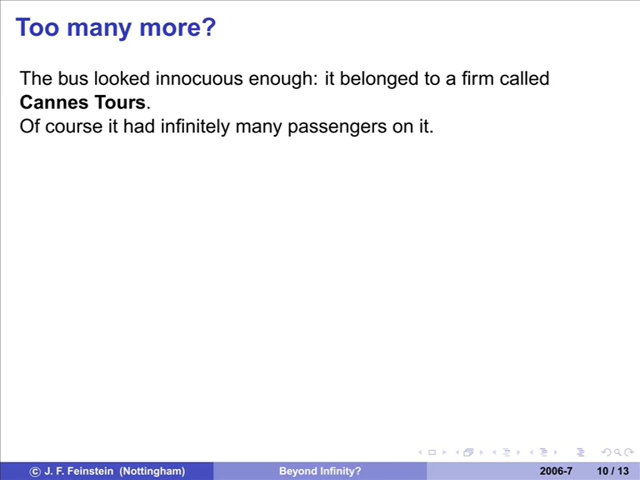 Too many more?
The bus looked innocuous enough: it belonged to a firm called
Cannes Tours.
Of course it had infinitely many passengers on it.
© J. F. Feinstein (Nottingham) Beyond Infinity? 2006-7 10 / 13